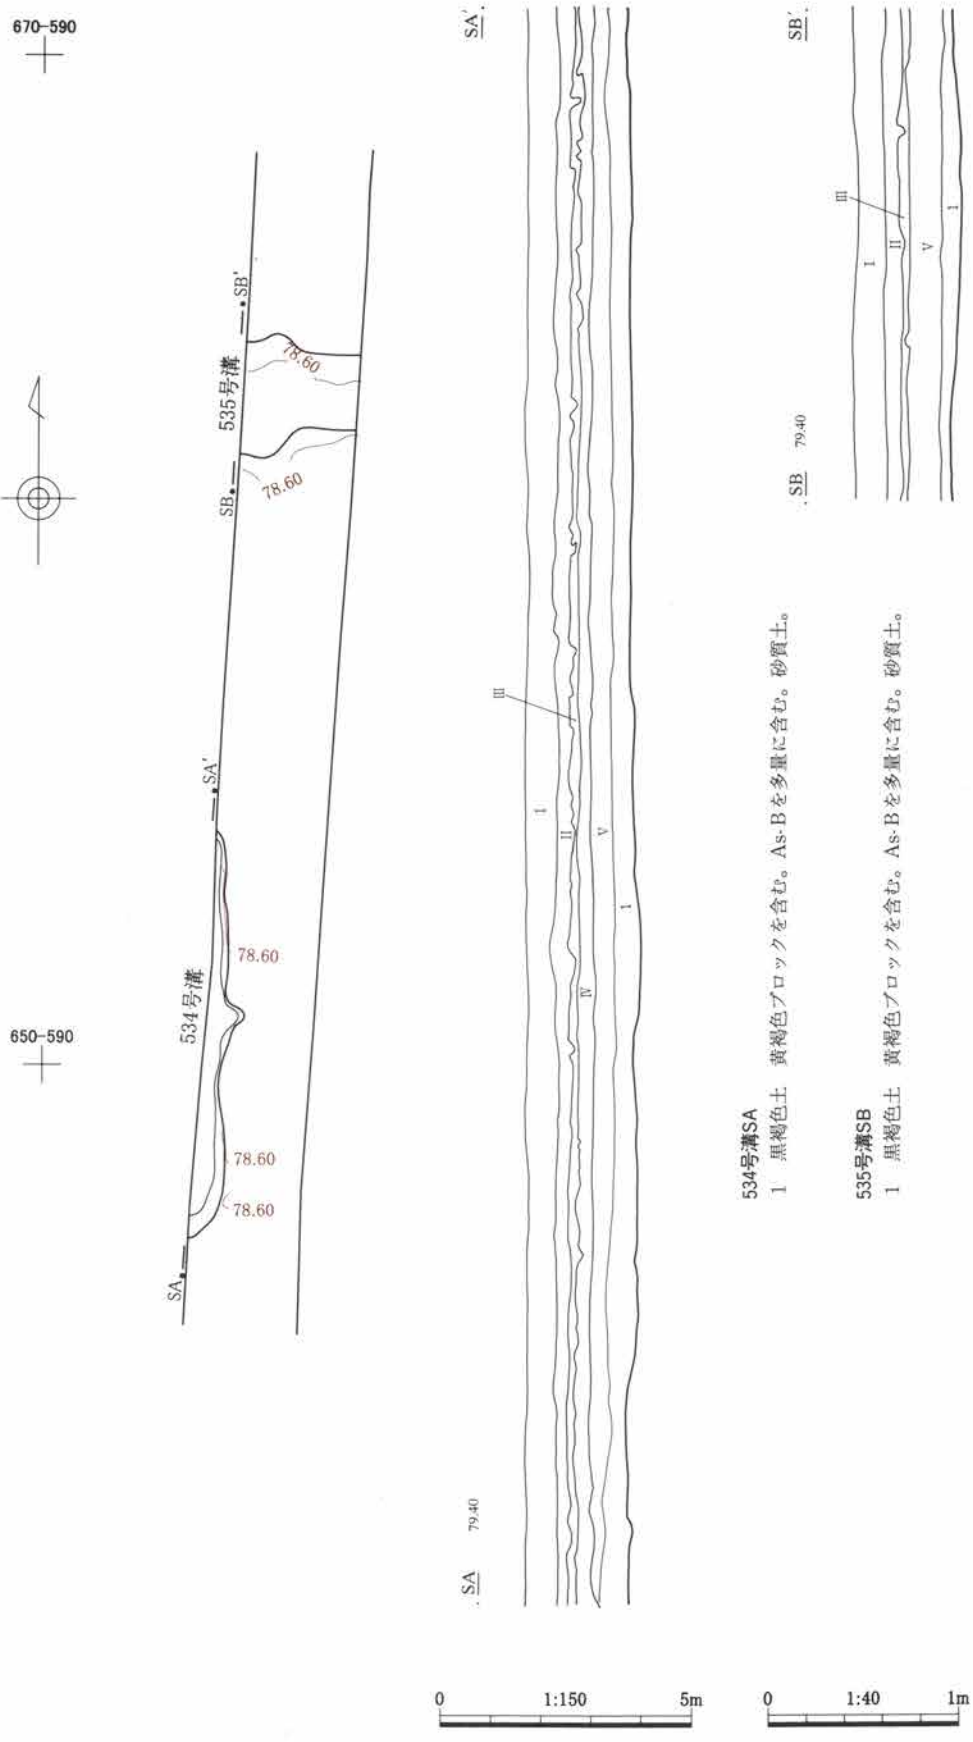 670-590
SA'
SB'
SB'
535号溝
78.60
SB
78.60
III
I
II
V
1
SB 79.40
SA'
III
I
II
V
1
IV
534号溝
78.60
650-590
78.60
78.60
SA
SA 79.40
534号溝SA
1 黒褐色土 黄褐色ブロックを含む。As-Bを多量に含む。砂質土。
535号溝SB
1 黒褐色土 黄褐色ブロックを含む。As-Bを多量に含む。砂質土。
0 1:150 5m
0 1:40 1m